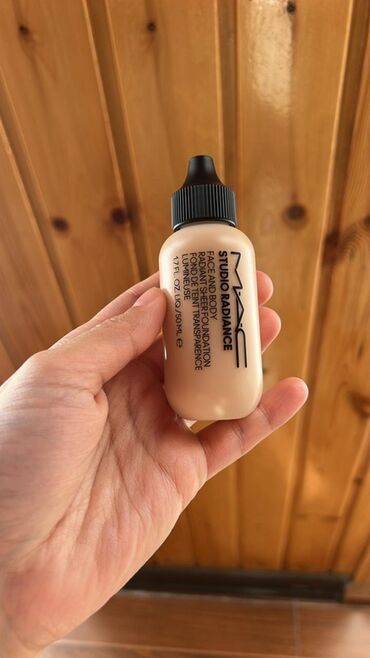 MAC
STUDIO RADIANCE
FACE AND BODY
RADIANT SHEER FOUNDATION
FOND DE TEINT TRANSPARENCE
LUMINEUSE
1.7 FL. OZ. LIQ./50 ML ℮